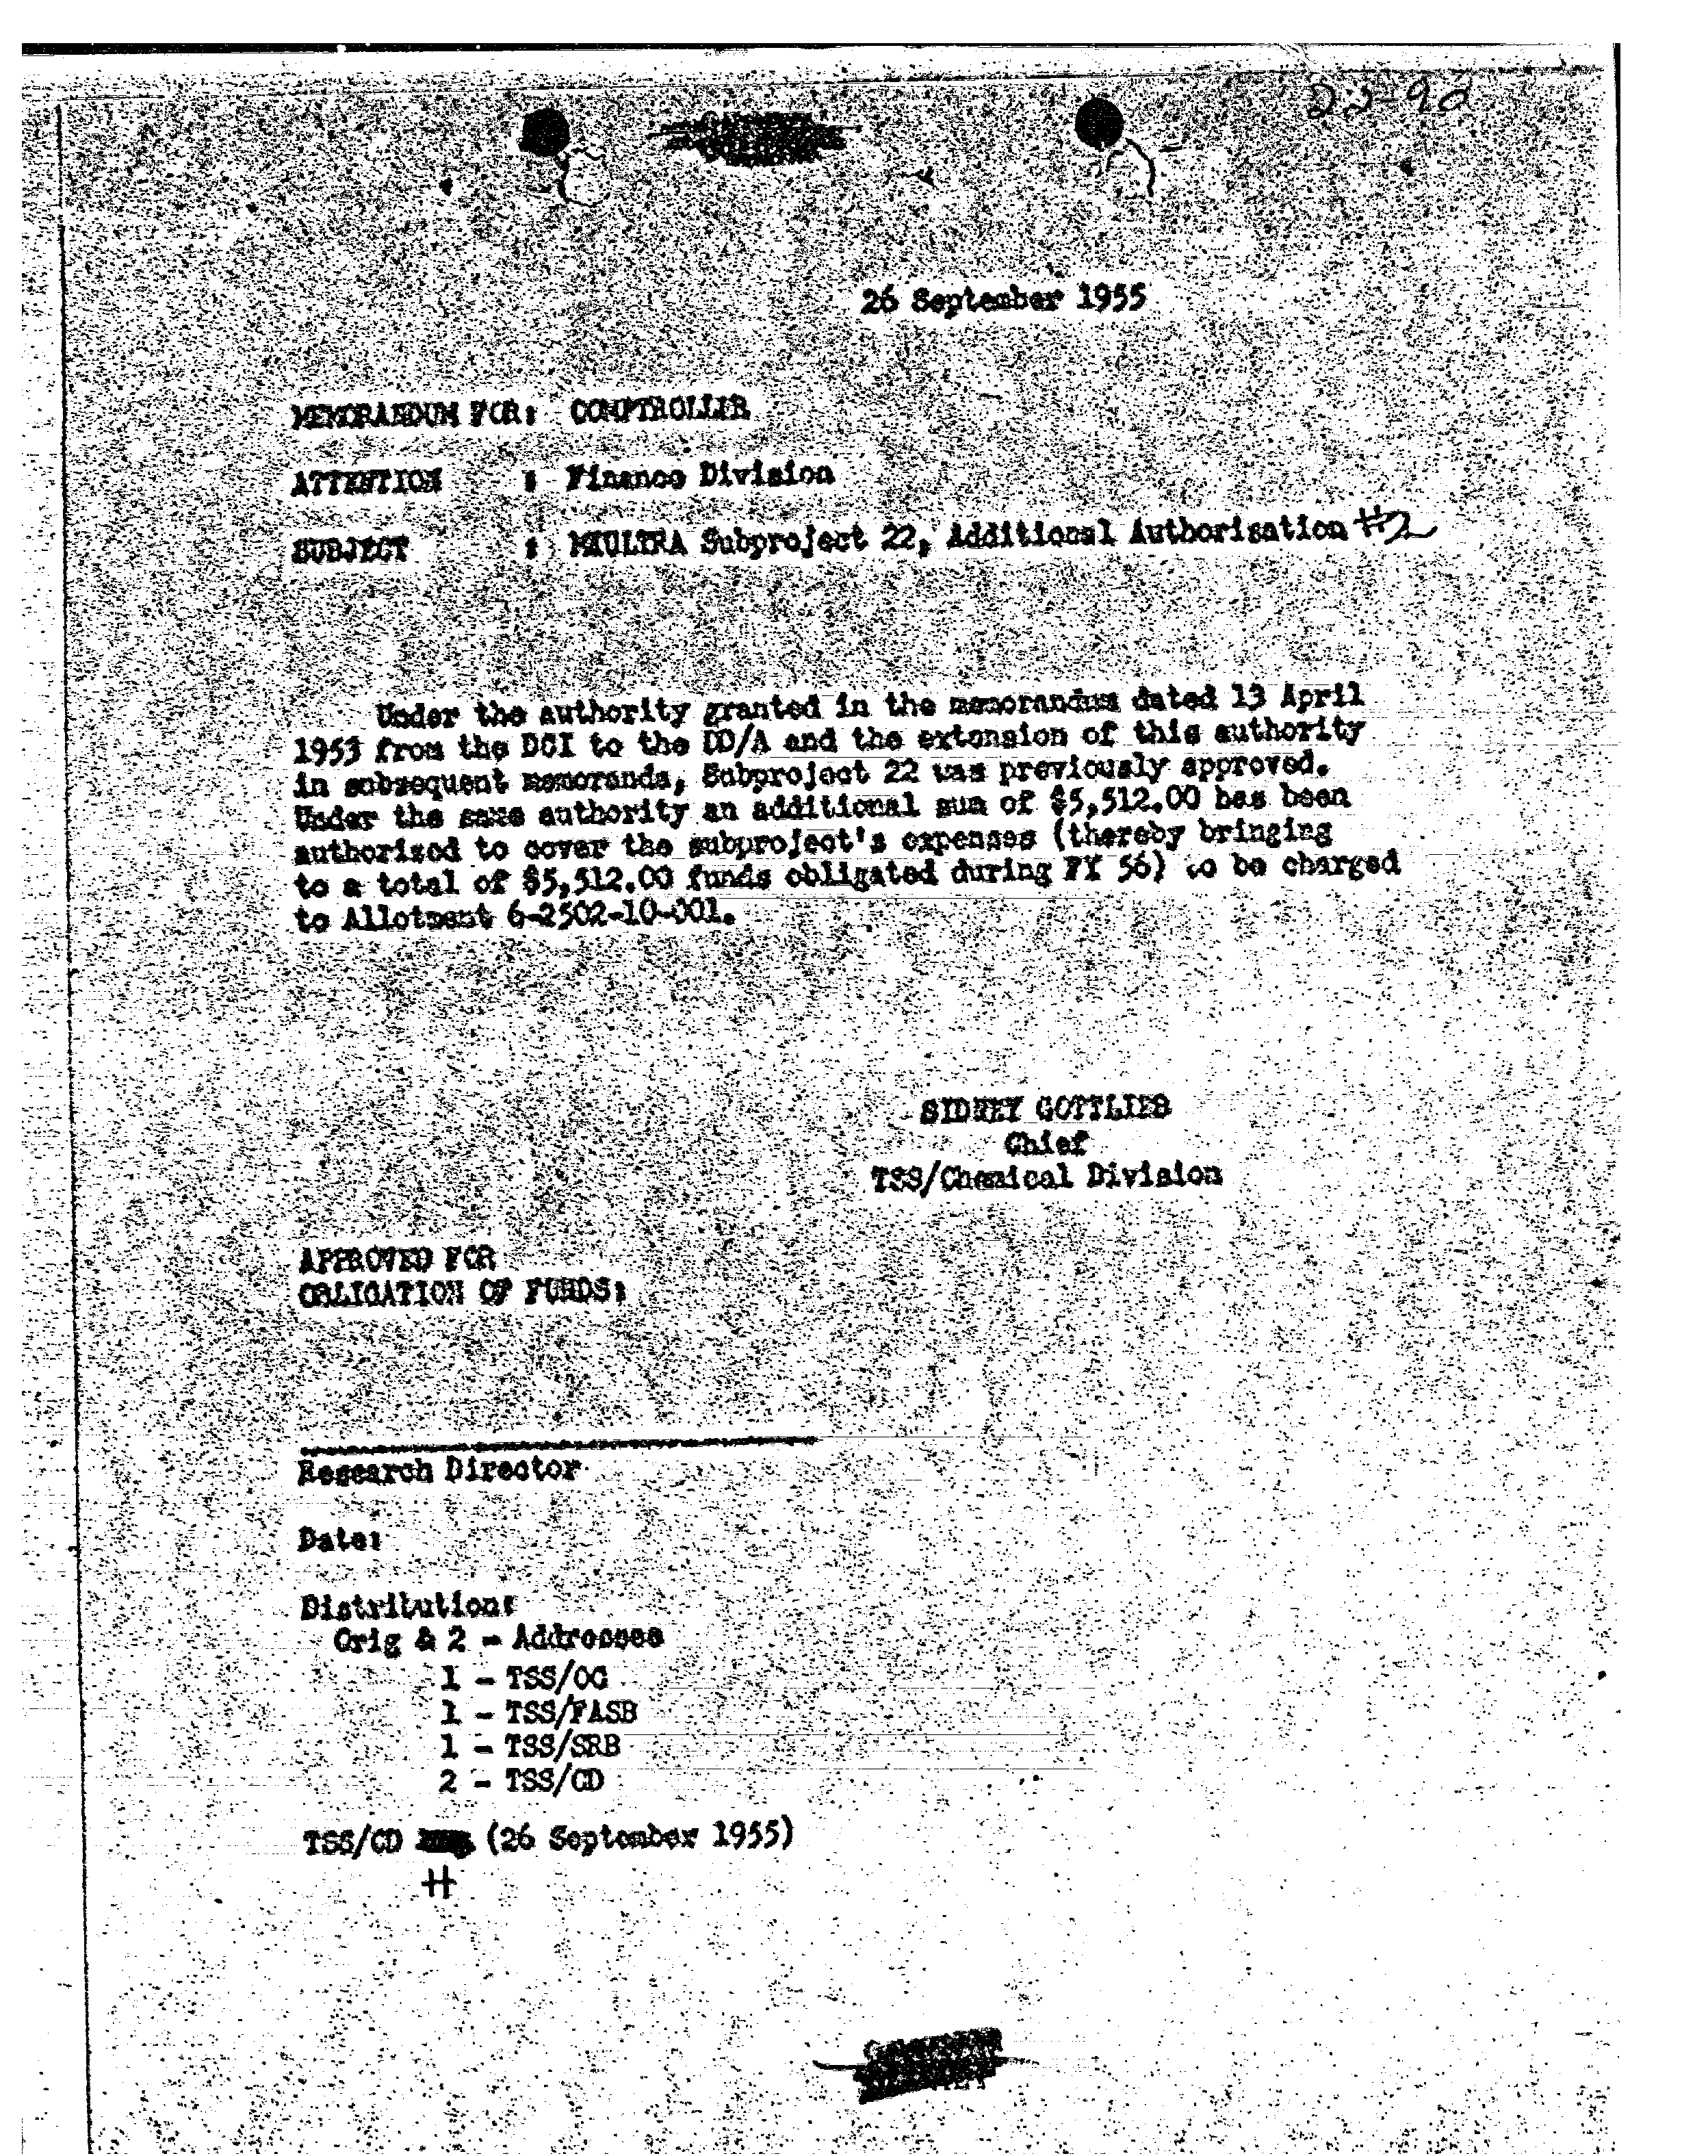 22-90
26 September 1955
MEMORANDUM FOR: COMPTROLLER
ATTENTION : Finance Division
SUBJECT : MKULTRA Subproject 22, Additional Authorization #2
Under the authority granted in the memorandum dated 13 April
1953 from the DCI to the DD/A and the extension of this authority
in subsequent memoranda, Subproject 22 was previously approved.
Under the same authority an additional sum of $5,512.00 has been
authorized to cover the subproject's expenses (thereby bringing
to a total of $5,512.00 funds obligated during FY 56) to be charged
to Allotment 6-2502-10-001.
SIDNEY GOTTLIEB
Chief
TSS/Chemical Division
APPROVED FOR
OBLIGATION OF FUNDS:
Research Director
Date:
Distribution:
Orig & 2 - Addressee
1 - TSS/OC
1 - TSS/FASB
1 - TSS/SRB
2 - TSS/CD
TSS/CD (26 September 1955)